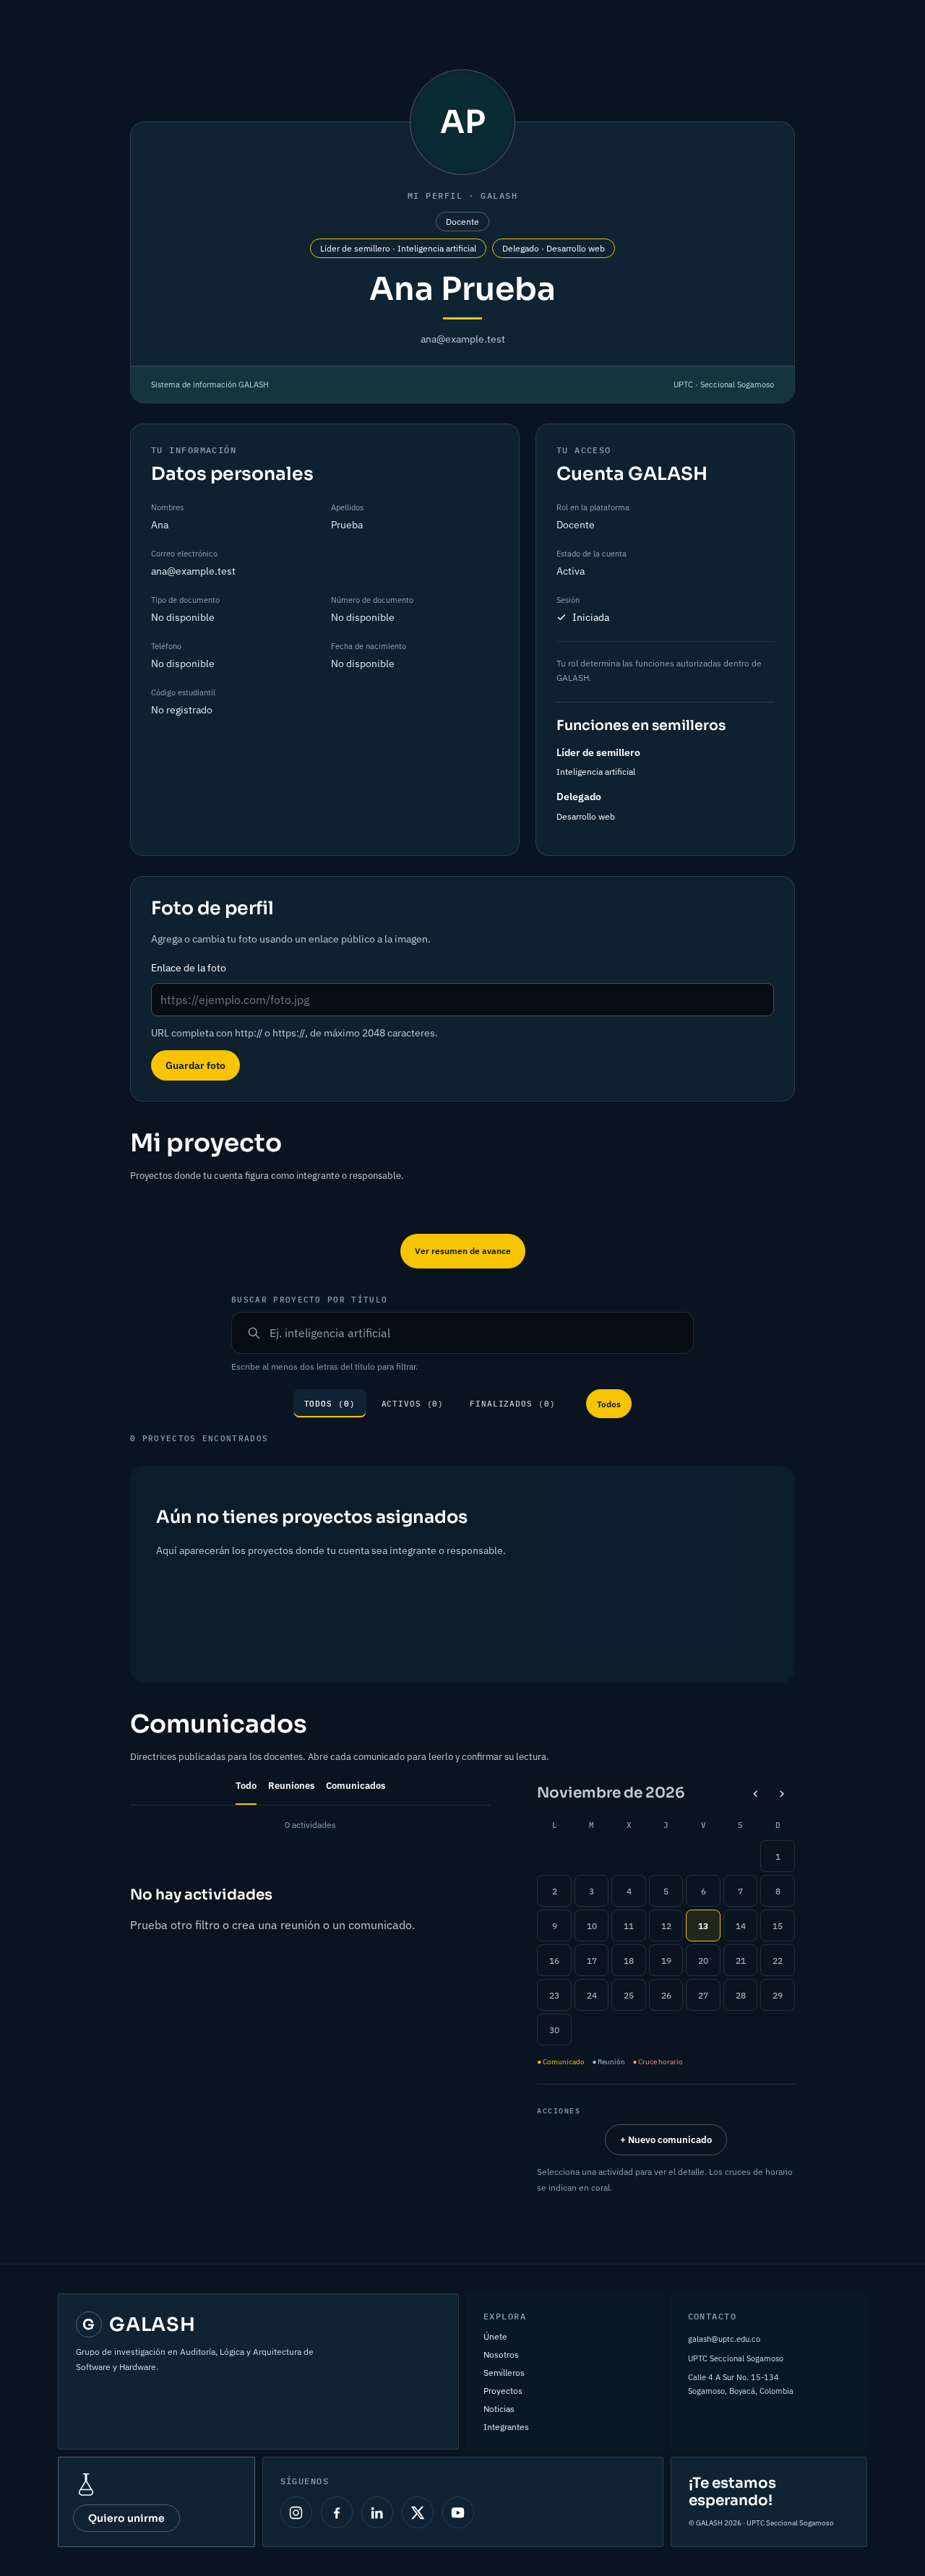 AP
MI PERFIL · GALASH
Docente
Líder de semillero · Inteligencia artificial
Delegado · Desarrollo web
Ana Prueba
ana@example.test
Sistema de información GALASH
UPTC · Seccional Sogamoso
TU INFORMACIÓN
Datos personales
Nombres
Ana
Apellidos
Prueba
Correo electrónico
ana@example.test
Tipo de documento
No disponible
Número de documento
No disponible
Teléfono
No disponible
Fecha de nacimiento
No disponible
Código estudiantil
No registrado
TU ACCESO
Cuenta GALASH
Rol en la plataforma
Docente
Estado de la cuenta
Activa
Sesión
Iniciada
Tu rol determina las funciones autorizadas dentro de
GALASH.
Funciones en semilleros
Líder de semillero
Inteligencia artificial
Delegado
Desarrollo web
Foto de perfil
Agrega o cambia tu foto usando un enlace público a la imagen.
Enlace de la foto
https://ejemplo.com/foto.jpg
URL completa con http:// o https://, de máximo 2048 caracteres.
Guardar foto
Mi proyecto
Proyectos donde tu cuenta figura como integrante o responsable.
Ver resumen de avance
BUSCAR PROYECTO POR TÍTULO
Ej. inteligencia artificial
Escribe al menos dos letras del título para filtrar.
TODOS (0)
ACTIVOS (0)
FINALIZADOS (0)
Todos
0 PROYECTOS ENCONTRADOS
Aún no tienes proyectos asignados
Aquí aparecerán los proyectos donde tu cuenta sea integrante o responsable.
Comunicados
Directrices publicadas para los docentes. Abre cada comunicado para leerlo y confirmar su lectura.
Todo
Reuniones
Comunicados
0 actividades
No hay actividades
Prueba otro filtro o crea una reunión o un comunicado.
Noviembre de 2026
‹ ›
L M X J V S D
1
2 3 4 5 6 7 8
9 10 11 12 13 14 15
16 17 18 19 20 21 22
23 24 25 26 27 28 29
30
● Comunicado ● Reunión ● Cruce horario
ACCIONES
+ Nuevo comunicado
Selecciona una actividad para ver el detalle. Los cruces de horario
se indican en coral.
G GALASH
Grupo de investigación en Auditoría, Lógica y Arquitectura de
Software y Hardware.
EXPLORA
Únete
Nosotros
Semilleros
Proyectos
Noticias
Integrantes
CONTACTO
galash@uptc.edu.co
UPTC Seccional Sogamoso
Calle 4 A Sur No. 15-134
Sogamoso, Boyacá, Colombia
Quiero unirme
SÍGUENOS
¡Te estamos
esperando!
© GALASH 2026 · UPTC Seccional Sogamoso